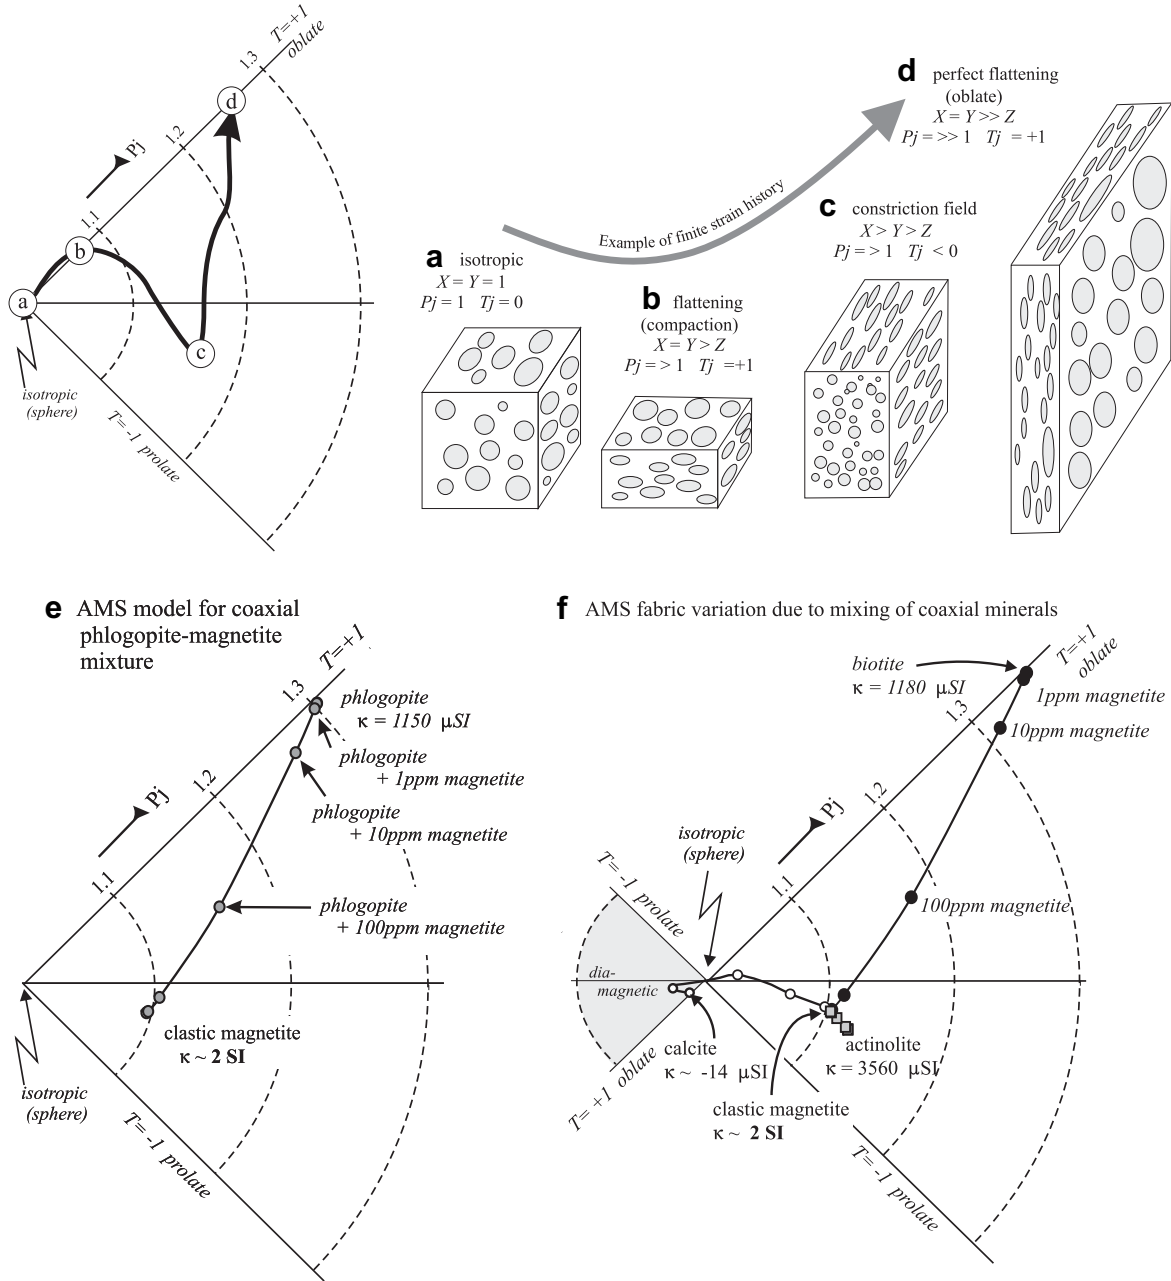 T=+1
oblate
1.3
d
1.2
Pj
1.1
b
a
c
isotropic
(sphere)
T= -1 prolate
Example of finite strain history
a isotropic
X = Y = 1
Pj = 1 Tj = 0
b flattening
(compaction)
X = Y > Z
Pj = > 1 Tj =+1
c constriction field
X > Y > Z
Pj = > 1 Tj < 0
d perfect flattening
(oblate)
X = Y >> Z
Pj = >> 1 Tj = +1
e AMS model for coaxial
phlogopite-magnetite
mixture
T=+1
1.3
phlogopite
κ = 1150 μSI
phlogopite
+ 1ppm magnetite
1.2
phlogopite
+ 10ppm magnetite
Pj
1.1
phlogopite
+ 100ppm magnetite
clastic magnetite
κ ~ 2 SI
isotropic
(sphere)
T= -1 prolate
f AMS fabric variation due to mixing of coaxial minerals
T=+1
oblate
biotite
κ = 1180 μSI
1ppm magnetite
1.3
10ppm magnetite
1.2
Pj
isotropic
(sphere)
1.1
T= -1 prolate
100ppm magnetite
dia-
magnetic
calcite
κ ~ -14 μSI
actinolite
κ = 3560 μSI
T= +1 oblate
clastic magnetite
κ ~ 2 SI
T= -1 prolate